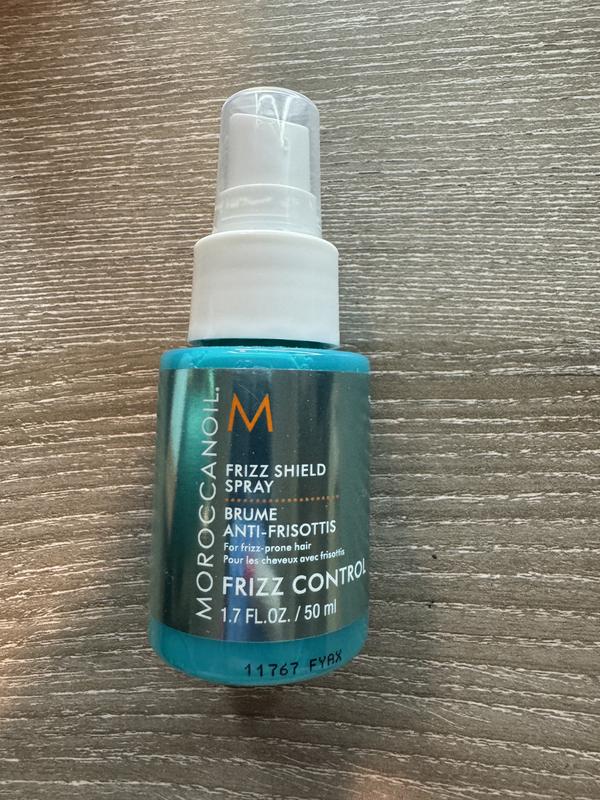 MOROCCANOIL.
M
FRIZZ SHIELD
SPRAY
BRUME
ANTI-FRISOTTIS
For frizz-prone hair
Pour les cheveux avec frisottis
FRIZZ CONTROL
1.7 FL.OZ. / 50 ml
11767 FYAX